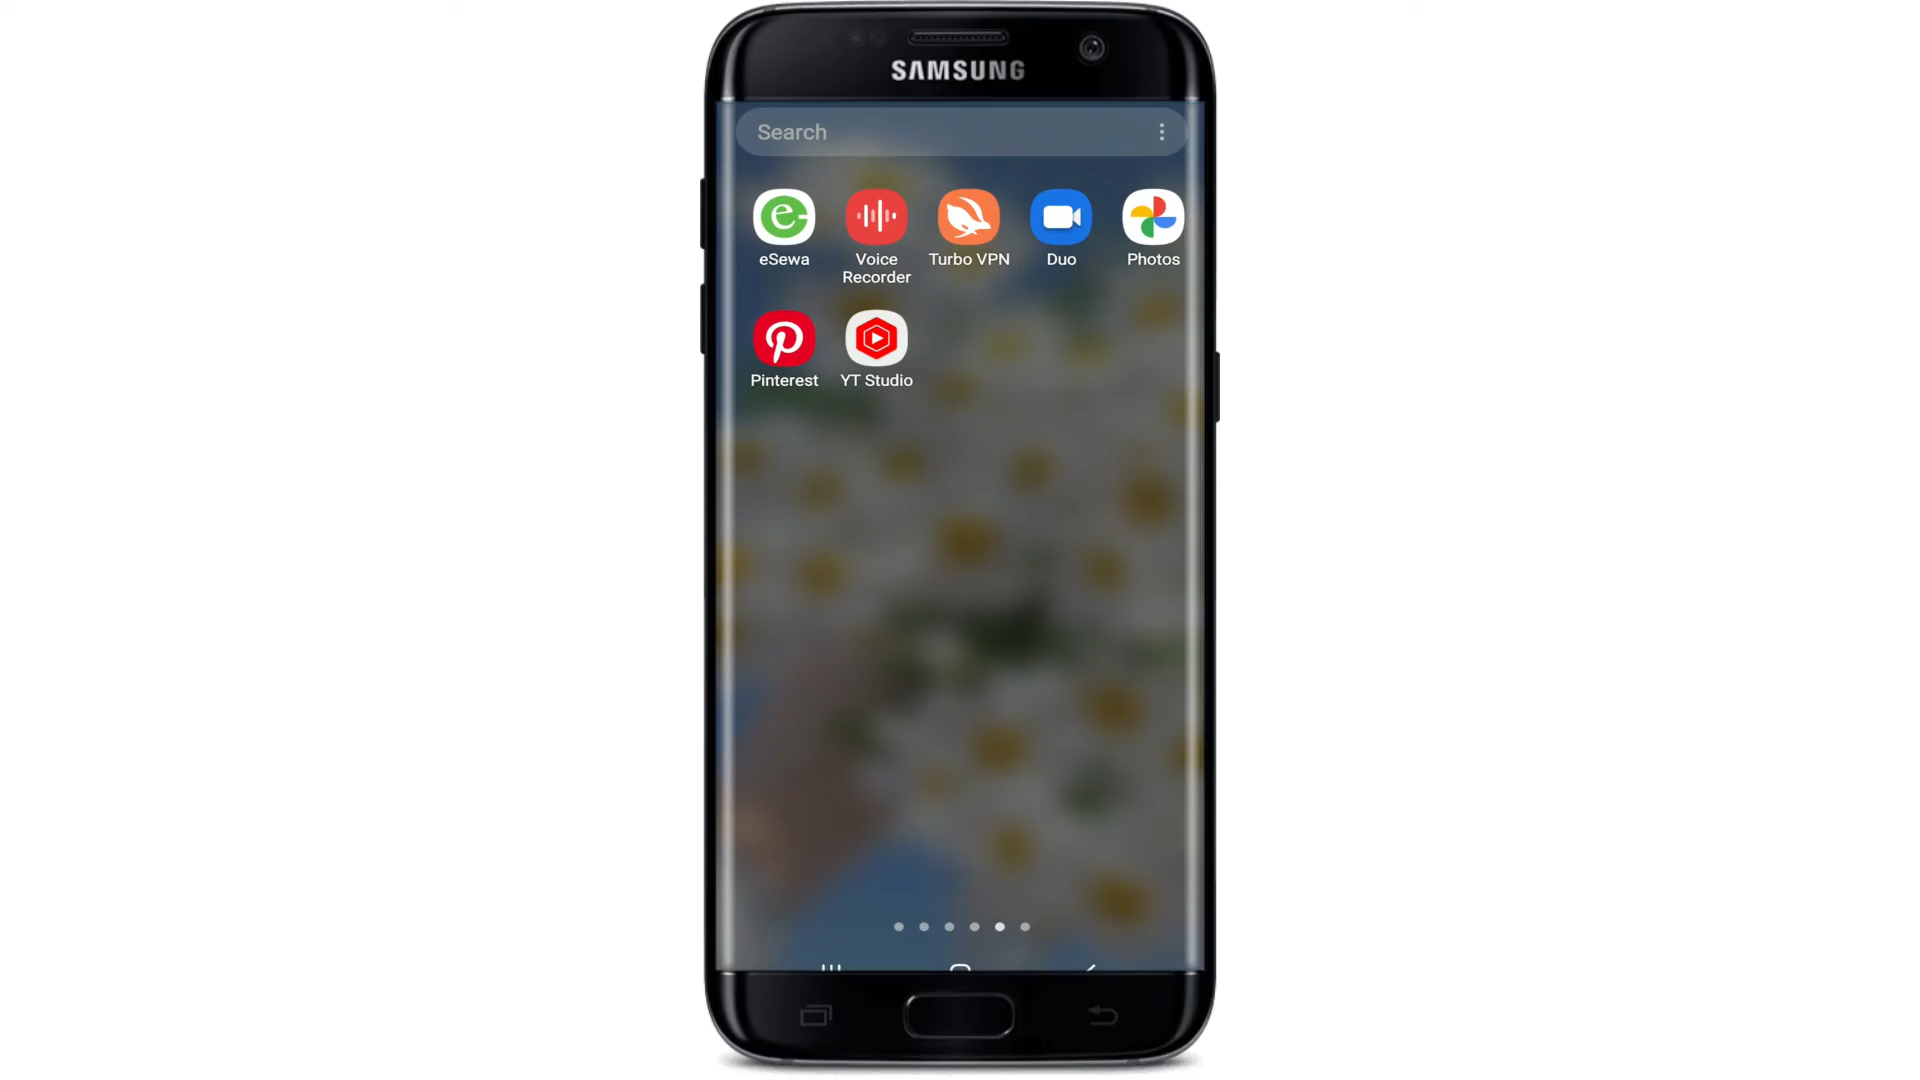 SAMSUNG
Search
eSewa
Voice
Recorder
Turbo VPN
Duo
Photos
Pinterest
YT Studio